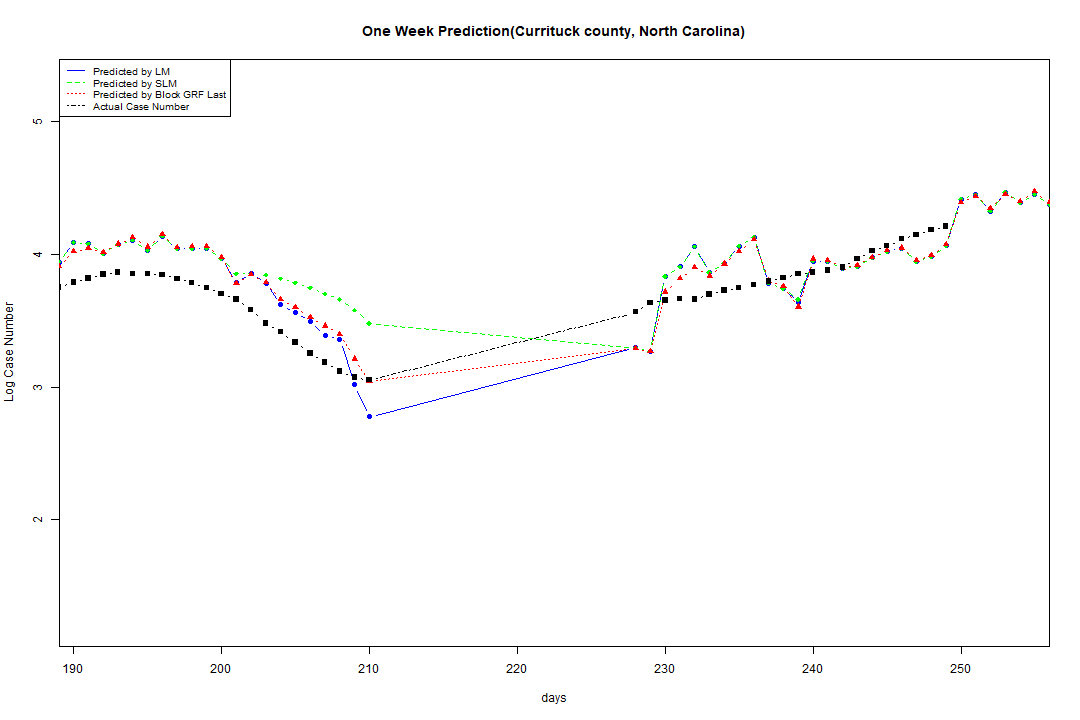 One Week Prediction(Currituck county, North Carolina)
Predicted by LM
Predicted by SLM
Predicted by Block GRF Last
Actual Case Number
Log Case Number
5
4
3
2
190 200 210 220 230 240 250
days